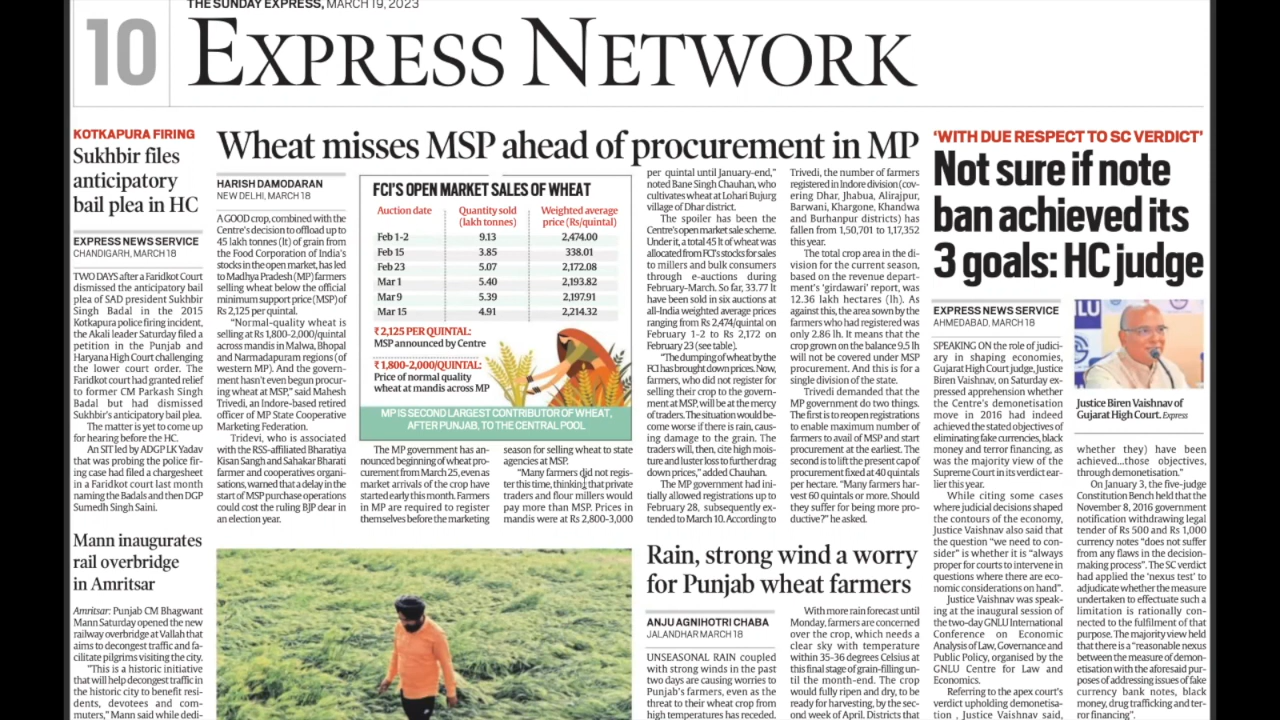 THE SUNDAY EXPRESS, MARCH 19, 2023
10
EXPRESS NETWORK
KOTKAPURA FIRING
Sukhbir files
anticipatory
bail plea in HC
EXPRESS NEWS SERVICE
CHANDIGARH, MARCH 18
TWO DAYS after a Faridkot Court
dismissed the anticipatory bail
plea of SAD president Sukhbir
Singh Badal in the 2015
Kotkapura police firing incident,
the Akali leader Saturday filed a
petition in the Punjab and
Haryana High Court challenging
the lower court order. The
Faridkot court had granted relief
to former CM Parkash Singh
Badal but had dismissed
Sukhbir's anticipatory bail plea.
The matter is yet to come up
for hearing before the HC.
An SIT led by ADGP LK Yadav
that was probing the police fir-
ing case had filed a chargesheet
in a Faridkot court last month
naming the Badals and then DGP
Sumedh Singh Saini.
Mann inaugurates
rail overbridge
in Amritsar
Amritsar: Punjab CM Bhagwant
Mann Saturday opened the new
railway overbridge at Vallah that
aims to decongest traffic and fa-
cilitate pilgrims visiting the city.
"This is a historic initiative
that will help decongest traffic in
the historic city to benefit resi-
dents, devotees and com-
muters," Mann said while dedi-
Wheat misses MSP ahead of procurement in MP
HARISH DAMODARAN
NEW DELHI, MARCH 18
A GOOD crop, combined with the
Centre's decision to offload up to
45 lakh tonnes (lt) of grain from
the Food Corporation of India's
stocks in the open market, has led
to Madhya Pradesh (MP) farmers
selling wheat below the official
minimum support price (MSP) of
Rs 2,125 per quintal.
"Normal-quality wheat is
selling at Rs 1,800-2,000/quintal
across mandis in Malwa, Bhopal
and Narmadapuram regions (of
western MP). And the govern-
ment hasn't even begun procur-
ing wheat at MSP," said Mahesh
Trivedi, an Indore-based retired
officer of MP State Cooperative
Marketing Federation.
Tridevi, who is associated
with the RSS-affiliated Bharatiya
Kisan Sangh and Sahakar Bharati
farmer and cooperatives organi-
sations, warned that a delay in the
start of MSP purchase operations
could cost the ruling BJP dear in
an election year.
FCI'S OPEN MARKET SALES OF WHEAT
Auction date Quantity sold (lakh tonnes) Weighted average price (Rs/quintal)
Feb 1-2 9.13 2,474.00
Feb 15 3.85 338.01
Feb 23 5.07 2,172.08
Mar 1 5.40 2,193.82
Mar 9 5.39 2,197.91
Mar 15 4.91 2,214.32
₹ 2,125 PER QUINTAL:
MSP announced by Centre
₹ 1,800-2,000/QUINTAL:
Price of normal quality
wheat at mandis across MP
MP IS SECOND LARGEST CONTRIBUTOR OF WHEAT,
AFTER PUNJAB, TO THE CENTRAL POOL
The MP government has an-
nounced beginning of wheat pro-
curement from March 25, even as
market arrivals of the crop have
started early this month. Farmers
in MP are required to register
themselves before the marketing
season for selling wheat to state
agencies at MSP.
"Many farmers did not regis-
ter this time, thinking that private
traders and flour millers would
pay more than MSP. Prices in
mandis were at Rs 2,800-3,000
per quintal until January-end,"
noted Bane Singh Chauhan, who
cultivates wheat at Lohari Bujurg
village of Dhar district.
The spoiler has been the
Centre's open market sale scheme.
Under it, a total 45 lt of wheat was
allocated from FCI's stocks for sales
to millers and bulk consumers
through e-auctions during
February-March. So far, 33.77 lt
have been sold in six auctions at
all-India weighted average prices
ranging from Rs 2,474/quintal on
February 1-2 to Rs 2,172 on
February 23 (see table).
"The dumping of wheat by the
FCI has brought down prices. Now,
farmers, who did not register for
selling their crop to the govern-
ment at MSP, will be at the mercy
of traders. The situation would be-
come worse if there is rain, caus-
ing damage to the grain. The
traders will, then, cite high mois-
ture and luster loss to further drag
down prices," added Chauhan.
The MP government had ini-
tially allowed registrations up to
February 28, subsequently ex-
tended to March 10. According to
Trivedi, the number of farmers
registered in Indore division (cov-
ering Dhar, Jhabua, Alirajpur,
Barwani, Khargone, Khandwa
and Burhanpur districts) has
fallen from 1,50,701 to 1,17,352
this year.
The total crop area in the di-
vision for the current season,
based on the revenue depart-
ment's 'girdawari' report, was
12.36 lakh hectares (lh). As
against this, the area sown by the
farmers who had registered was
only 2.86 lh. It means that the
crop grown on the balance 9.5 lh
will not be covered under MSP
procurement. And this is for a
single division of the state.
Trivedi demanded that the
MP government do two things.
The first is to reopen registrations
to enable maximum number of
farmers to avail of MSP and start
procurement at the earliest. The
second is to lift the present cap of
procurement fixed at 40 quintals
per hectare. "Many farmers har-
vest 60 quintals or more. Should
they suffer for being more pro-
ductive?" he asked.
Rain, strong wind a worry
for Punjab wheat farmers
ANJU AGNIHOTRI CHABA
JALANDHAR MARCH 18
UNSEASONAL RAIN coupled
with strong winds in the past
two days are causing worries to
Punjab's farmers, even as the
threat to their wheat crop from
high temperatures has receded.
With more rain forecast until
Monday, farmers are concerned
over the crop, which needs a
clear sky with temperature
within 35-36 degrees Celsius at
this final stage of grain-filling un-
til the month-end. The crop
would fully ripen and dry, to be
ready for harvesting, by the sec-
ond week of April. Districts that
'WITH DUE RESPECT TO SC VERDICT'
Not sure if note
ban achieved its
3 goals: HC judge
EXPRESS NEWS SERVICE
AHMEDABAD, MARCH 18
SPEAKING ON the role of judici-
ary in shaping economies,
Gujarat High Court judge, Justice
Biren Vaishnav, on Saturday ex-
pressed apprehension whether
the Centre's demonetisation
move in 2016 had indeed
achieved the stated objectives of
eliminating fake currencies, black
money and terror financing, as
was the majority view of the
Supreme Court in its verdict ear-
lier this year.
While citing some cases
where judicial decisions shaped
the contours of the economy,
Justice Vaishnav also said that
the question "we need to con-
sider" is whether it is "always
proper for courts to intervene in
questions where there are eco-
nomic considerations on hand".
Justice Vaishnav was speak-
ing at the inaugural session of
the two-day GNLU International
Conference on Economic
Analysis of Law, Governance and
Public Policy, organised by the
GNLU Centre for Law and
Economics.
Referring to the apex court's
verdict upholding demonetisa-
tion , Justice Vaishnav said,
LU
Justice Biren Vaishnav of
Gujarat High Court. Express
whether they) have been
achieved...those objectives,
through demonetisation."
On January 3, the five-judge
Constitution Bench held that the
November 8, 2016 government
notification withdrawing legal
tender of Rs 500 and Rs 1,000
currency notes "does not suffer
from any flaws in the decision-
making process". The SC verdict
had applied the 'nexus test' to
adjudicate whether the measure
undertaken to effectuate such a
limitation is rationally con-
nected to the fulfilment of that
purpose. The majority view held
that there is a "reasonable nexus
between the measure of demon-
etisation with the aforesaid pur-
poses of addressing issues of fake
currency bank notes, black
money, drug trafficking and ter-
ror financing".